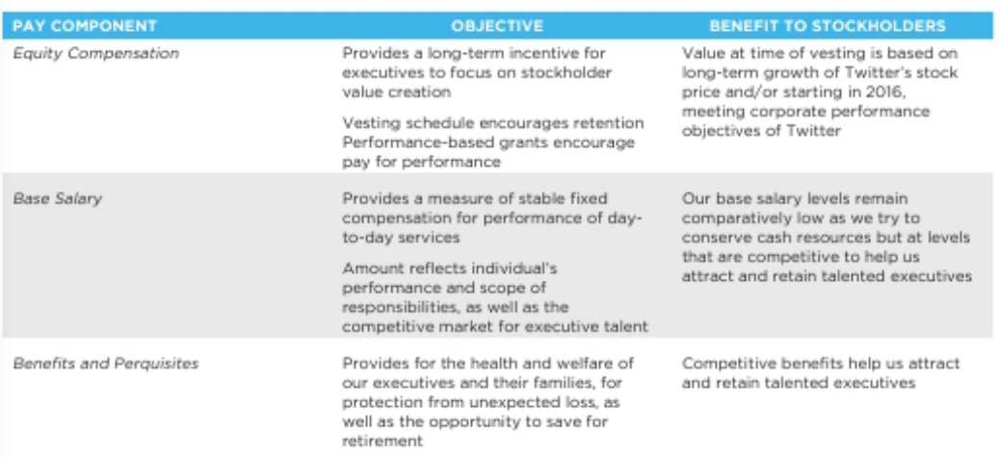 PAY COMPONENT OBJECTIVE BENEFIT TO STOCKHOLDERS
Equity Compensation
Provides a long-term incentive for
executives to focus on stockholder
value creation
Vesting schedule encourages retention
Performance-based grants encourage
pay for performance
Value at time of vesting is based on
long-term growth of Twitter's stock
price and/or starting in 2016,
meeting corporate performance
objectives of Twitter
Base Salary
Provides a measure of stable fixed
compensation for performance of day-
to-day services
Amount reflects individual's
performance and scope of
responsibilities, as well as the
competitive market for executive talent
Our base salary levels remain
comparatively low as we try to
conserve cash resources but at levels
that are competitive to help us
attract and retain talented executives
Benefits and Perquisites
Provides for the health and welfare of
our executives and their families, for
protection from unexpected loss, as
well as the opportunity to save for
retirement
Competitive benefits help us attract
and retain talented executives